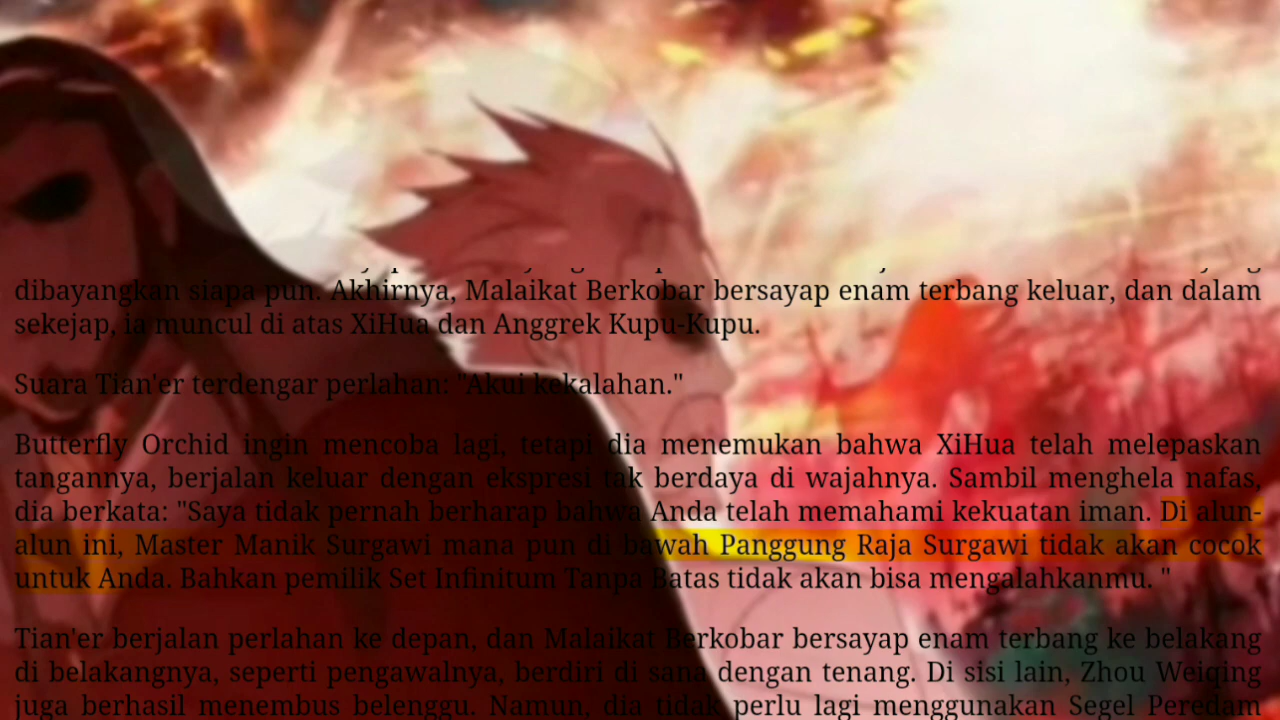 dibayangkan siapa pun. Akhirnya, Malaikat Berkobar bersayap enam terbang keluar, dan dalam
sekejap, ia muncul di atas XiHua dan Anggrek Kupu-Kupu.
Suara Tian'er terdengar perlahan: "Akui kekalahan."
Butterfly Orchid ingin mencoba lagi, tetapi dia menemukan bahwa XiHua telah melepaskan
tangannya, berjalan keluar dengan ekspresi tak berdaya di wajahnya. Sambil menghela nafas,
dia berkata: "Saya tidak pernah berharap bahwa Anda telah memahami kekuatan iman. Di alun-
alun ini, Master Manik Surgawi mana pun di bawah Panggung Raja Surgawi tidak akan cocok
untuk Anda. Bahkan pemilik Set Infinitum Tanpa Batas tidak akan bisa mengalahkanmu. "
Tian'er berjalan perlahan ke depan, dan Malaikat Berkobar bersayap enam terbang ke belakang
di belakangnya, seperti pengawalnya, berdiri di sana dengan tenang. Di sisi lain, Zhou Weiqing
juga berhasil menembus belenggu. Namun, dia tidak perlu lagi menggunakan Segel Peredam